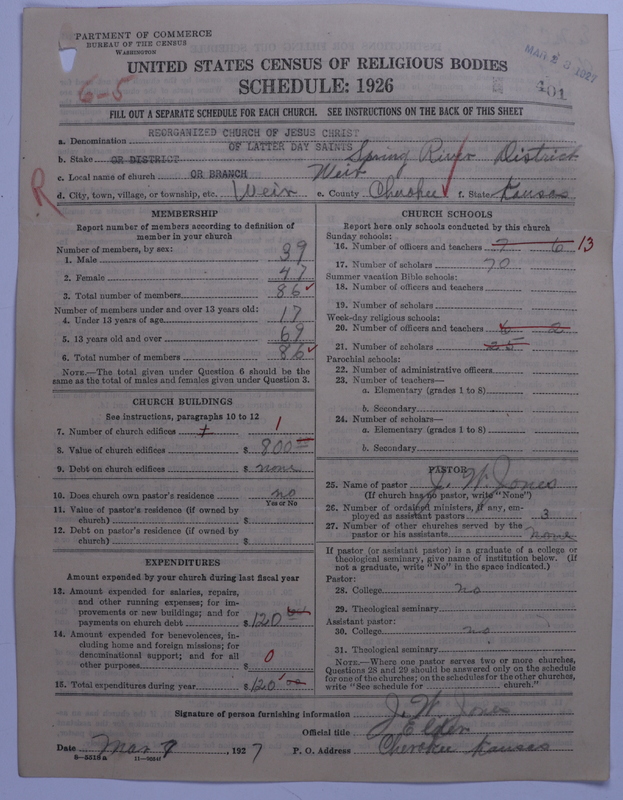 DEPARTMENT OF COMMERCE
BUREAU OF THE CENSUS
WASHINGTON
MAR 23 1927
UNITED STATES CENSUS OF RELIGIOUS BODIES
SCHEDULE: 1926
6-5
401
FILL OUT A SEPARATE SCHEDULE FOR EACH CHURCH. SEE INSTRUCTIONS ON THE BACK OF THIS SHEET
a. Denomination REORGANIZED CHURCH OF JESUS CHRIST
OF LATTER DAY SAINTS
b. Stake OR DISTRICT Spring River District
c. Local name of church OR BRANCH Weir
R
d. City, town, village, or township, etc. Weir e. County Cherokee f. State Kansas
MEMBERSHIP
Report number of members according to definition of
member in your church
Number of members, by sex:
1. Male 39
2. Female 47
3. Total number of members 86
Number of members under and over 13 years old:
4. Under 13 years of age 17
5. 13 years old and over 69
6. Total number of members 86
NOTE.—The total given under Question 6 should be
same as the total of males and females given under Question 3.
CHURCH BUILDINGS
See instructions, paragraphs 10 to 12
7. Number of church edifices 1
8. Value of church edifices $ 800
9. Debt on church edifices $ none
10. Does church own pastor's residence no
Yes or No
11. Value of pastor's residence (if owned by
church) $
12. Debt on pastor's residence (if owned by
church) $
EXPENDITURES
Amount expended by your church during last fiscal year
13. Amount expended for salaries, repairs,
and other running expenses; for im-
provements or new buildings; and for
payments on church debt $ 120
14. Amount expended for benevolences, in-
cluding home and foreign missions; for
denominational support; and for all
other purposes $ 0
15. Total expenditures during year $ 120
CHURCH SCHOOLS
Report here only schools conducted by this church
Sunday schools:
16. Number of officers and teachers 7 6 13
17. Number of scholars 70
Summer vacation Bible schools:
18. Number of officers and teachers
19. Number of scholars
Week-day religious schools:
20. Number of officers and teachers
21. Number of scholars 25
Parochial schools:
22. Number of administrative officers
23. Number of teachers—
a. Elementary (grades 1 to 8)
b. Secondary
24. Number of scholars—
a. Elementary (grades 1 to 8)
b. Secondary
PASTOR
25. Name of pastor J. W. Jones
(If church has no pastor, write "None")
26. Number of ordained ministers, if any, em-
ployed as assistant pastors 3
27. Number of other churches served by the
pastor or his assistants none
If pastor (or assistant pastor) is a graduate of a college or
theological seminary, give name of institution below. (If
not a graduate, write "No" in the space indicated.)
Pastor:
28. College no
29. Theological seminary
Assistant pastor:
30. College no
31. Theological seminary
NOTE.—Where one pastor serves two or more churches,
Questions 28 and 29 should be answered only on the schedule
for one of the churches; on the schedules for the other churches,
write "See schedule for church."
Signature of person furnishing information J. W. Jones
Official title Elder
Date Mar 9, 1927 P. O. Address Cherokee Kansas
8-5518a